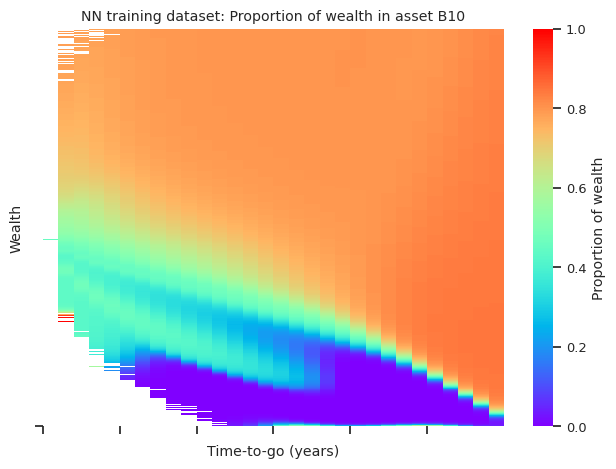 NN training dataset: Proportion of wealth in asset B10
Wealth
Time-to-go (years)
1.0
0.8
0.6
0.4
0.2
0.0
Proportion of wealth